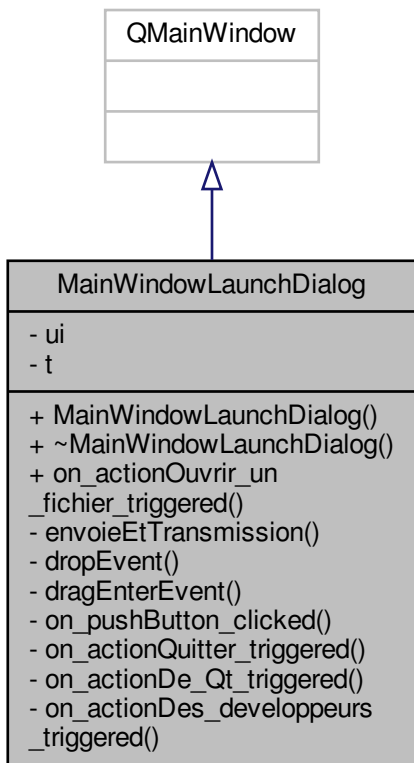 QMainWindow
MainWindowLaunchDialog
- ui
- t
+ MainWindowLaunchDialog()
+ ~MainWindowLaunchDialog()
+ on_actionOuvrir_un
_fichier_triggered()
- envoieEtTransmission()
- dropEvent()
- dragEnterEvent()
- on_pushButton_clicked()
- on_actionQuitter_triggered()
- on_actionDe_Qt_triggered()
- on_actionDes_developpeurs
_triggered()